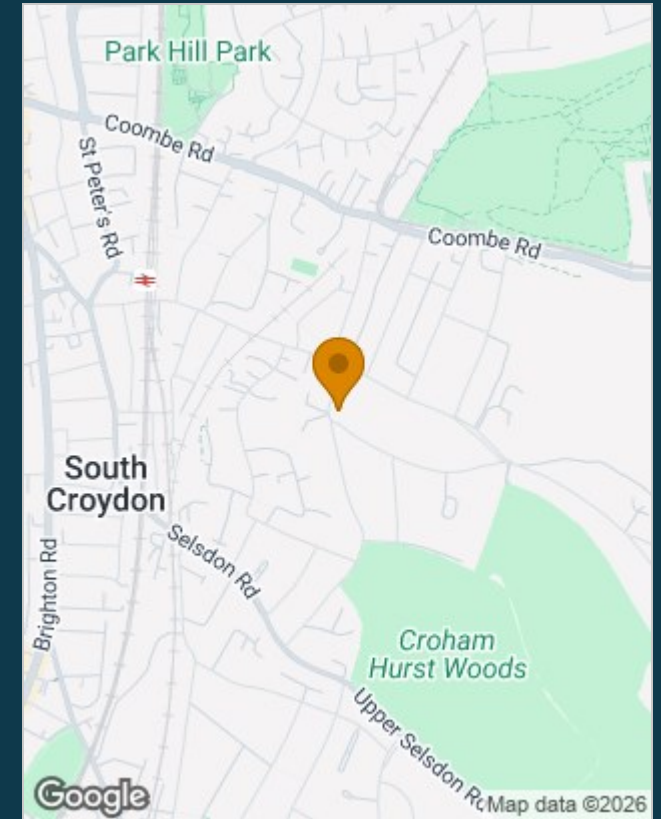 Park Hill Park
Coombe Rd
St Peter's Rd
Coombe Rd
South
Croydon
Selsdon Rd
Brighton Rd
Croham
Hurst Woods
Upper Selsdon Rd
Google
Map data ©2026